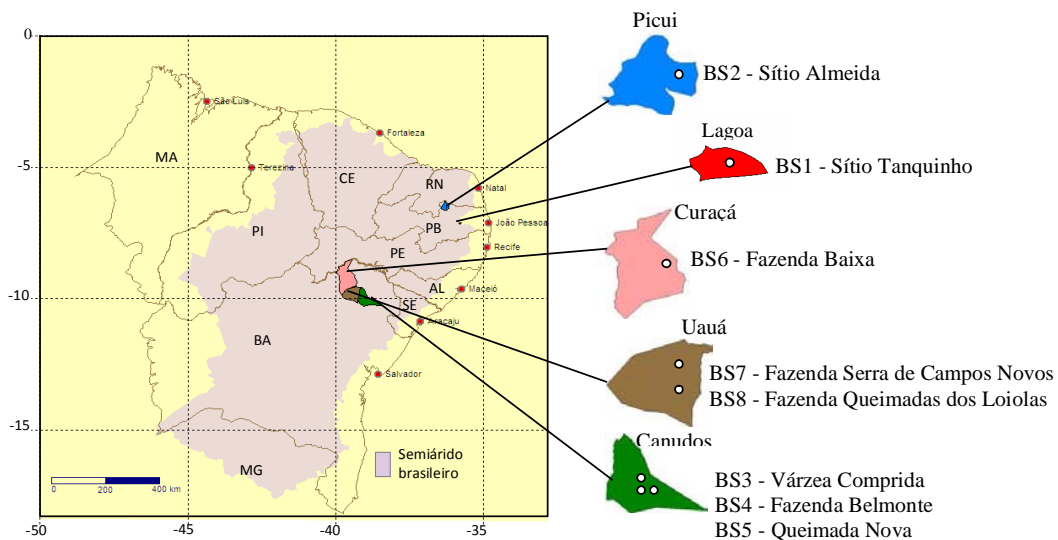 0
-5
-10
-15
-50
-45
-40
-35
São Luis
Fortaleza
Terezina
Natal
João Pessoa
Recife
Maceió
Aracaju
Salvador
MA
CE
RN
PI
PB
PE
AL
SE
BA
MG
Semiárido
brasileiro
0 200 400 km
Picui
BS2 - Sítio Almeida
Lagoa
BS1 - Sítio Tanquinho
Curaçá
BS6 - Fazenda Baixa
Uauá
BS7 - Fazenda Serra de Campos Novos
BS8 - Fazenda Queimadas dos Loiolas
Canudos
BS3 - Várzea Comprida
BS4 - Fazenda Belmonte
BS5 - Queimada Nova